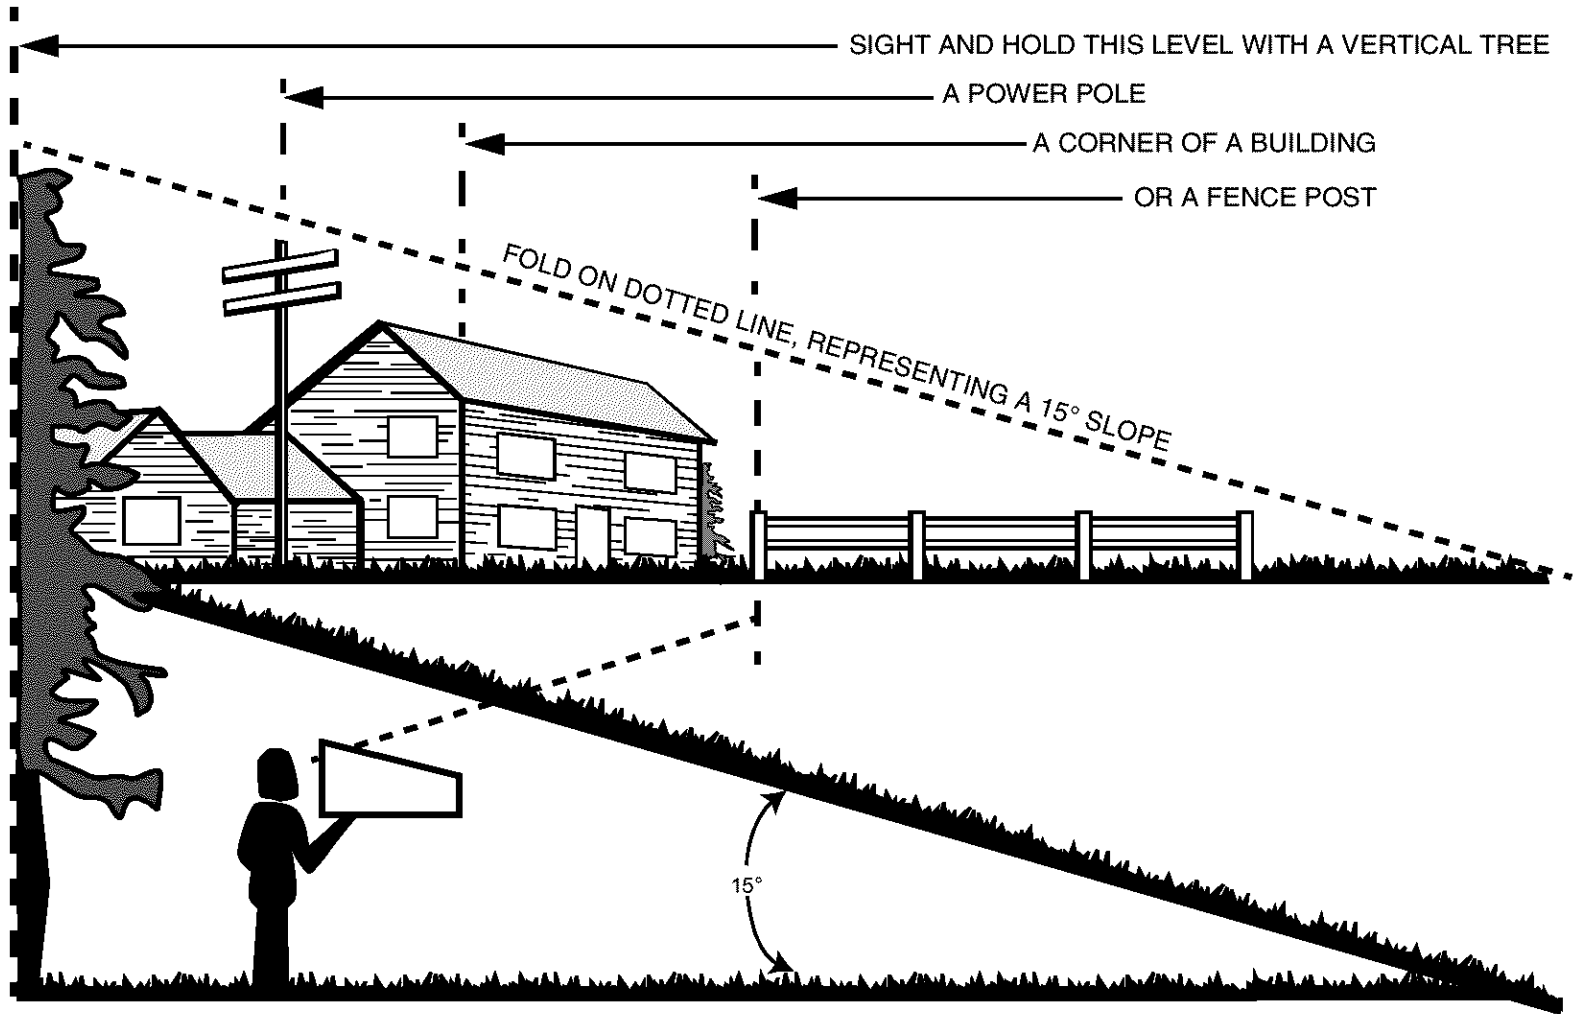 SIGHT AND HOLD THIS LEVEL WITH A VERTICAL TREE
A POWER POLE
A CORNER OF A BUILDING
OR A FENCE POST
FOLD ON DOTTED LINE, REPRESENTING A 15° SLOPE
15°